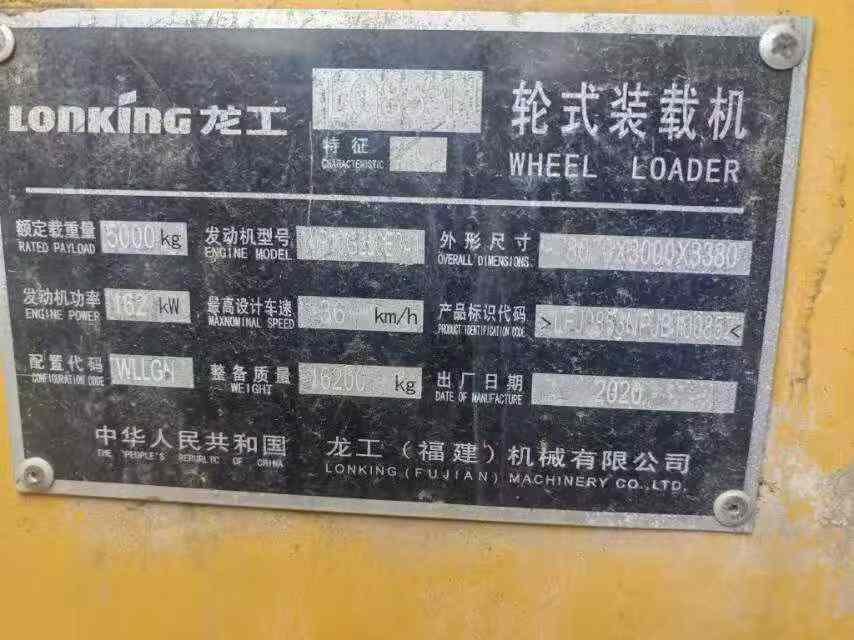 LONKING 龙工
轮式装载机
特征
CHARACTERISTIC
WHEEL LOADER
额定载重量 5000 kg 发动机型号 外形尺寸 X3000X3380
RATED PAYLOAD ENGINE MODEL OVERALL DIMENSIONS
发动机功率 162 kW 最高设计车速 km/h 产品标识代码 > <
ENGINE POWER MAXNOMINAL SPEED PRODUCT IDENTIFICATION CODE
配置代码 整备质量 16200 kg 出厂日期 2020
CONFIGURATION CODE WEIGHT DATE OF MANUFACTURE
中华人民共和国 龙工(福建)机械有限公司
THE PEOPLE'S REPUBLIC OF CHINA LONKING (FUJIAN) MACHINERY CO.,LTD.